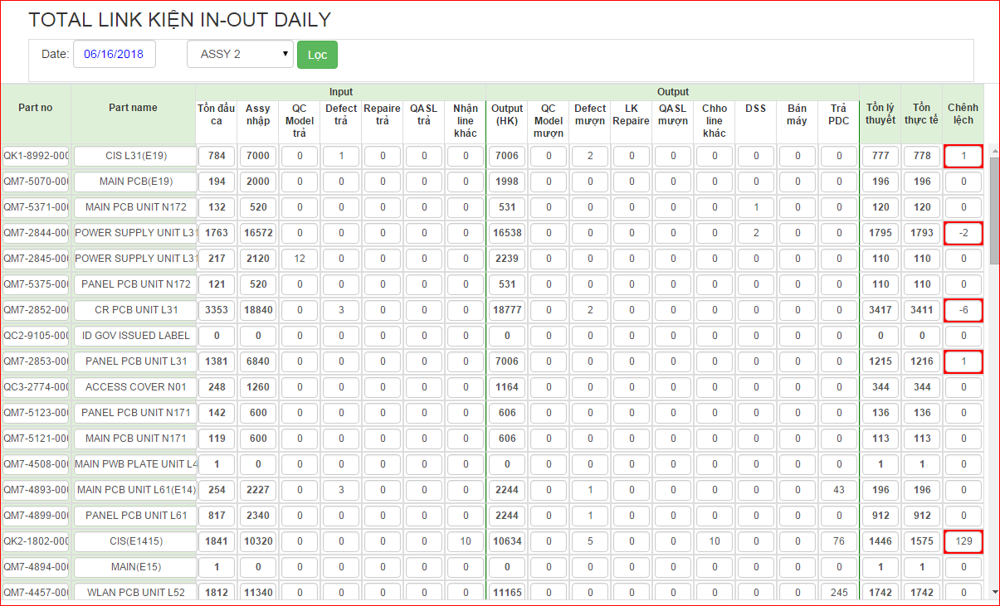 TOTAL LINK KIỆN IN-OUT DAILY
Date: 06/16/2018 ASSY 2 Lọc
Input Output
Part no Part name Tồn đầu ca Assy nhập QC Model trả Defect trả Repaire trả QASL trả Nhận line khác Output (HK) QC Model mượn Defect mượn LK Repaire QASL mượn Chho line khác DSS Bán máy Trả PDC Tồn lý thuyết Tồn thực tế Chênh lệch
QK1-8992-000 CIS L31(E19) 784 7000 0 1 0 0 0 7006 0 2 0 0 0 0 0 0 777 778 1
QM7-5070-000 MAIN PCB(E19) 194 2000 0 0 0 0 0 1998 0 0 0 0 0 0 0 0 196 196 0
QM7-5371-000 MAIN PCB UNIT N172 132 520 0 0 0 0 0 531 0 0 0 0 0 1 0 0 120 120 0
QM7-2844-000 POWER SUPPLY UNIT L31 1763 16572 0 0 0 0 0 16538 0 0 0 0 0 2 0 0 1795 1793 -2
QM7-2845-000 POWER SUPPLY UNIT L31 217 2120 12 0 0 0 0 2239 0 0 0 0 0 0 0 0 110 110 0
QM7-5375-000 PANEL PCB UNIT N172 121 520 0 0 0 0 0 531 0 0 0 0 0 0 0 0 110 110 0
QM7-2852-000 CR PCB UNIT L31 3353 18840 0 3 0 0 0 18777 0 2 0 0 0 0 0 0 3417 3411 -6
QC2-9105-000 ID GOV ISSUED LABEL 0 0 0 0 0 0 0 0 0 0 0 0 0 0 0 0 0 0 0
QM7-2853-000 PANEL PCB UNIT L31 1381 6840 0 0 0 0 0 7006 0 0 0 0 0 0 0 0 1215 1216 1
QC3-2774-000 ACCESS COVER N01 248 1260 0 0 0 0 0 1164 0 0 0 0 0 0 0 0 344 344 0
QM7-5123-000 PANEL PCB UNIT N171 142 600 0 0 0 0 0 606 0 0 0 0 0 0 0 0 136 136 0
QM7-5121-000 MAIN PCB UNIT N171 119 600 0 0 0 0 0 606 0 0 0 0 0 0 0 0 113 113 0
QM7-4508-000 MAIN PWB PLATE UNIT L4 1 0 0 0 0 0 0 0 0 0 0 0 0 0 0 0 1 1 0
QM7-4893-000 MAIN PCB UNIT L61(E14) 254 2227 0 3 0 0 0 2244 0 1 0 0 0 0 0 43 196 196 0
QM7-4899-000 PANEL PCB UNIT L61 817 2340 0 0 0 0 0 2244 0 1 0 0 0 0 0 0 912 912 0
QK2-1802-000 CIS(E1415) 1841 10320 0 0 0 0 10 10634 0 5 0 0 10 0 0 76 1446 1575 129
QM7-4894-000 MAIN(E15) 1 0 0 0 0 0 0 0 0 0 0 0 0 0 0 0 1 1 0
QM7-4457-000 WLAN PCB UNIT L52 1812 11340 0 0 0 0 0 11165 0 0 0 0 0 0 0 245 1742 1742 0